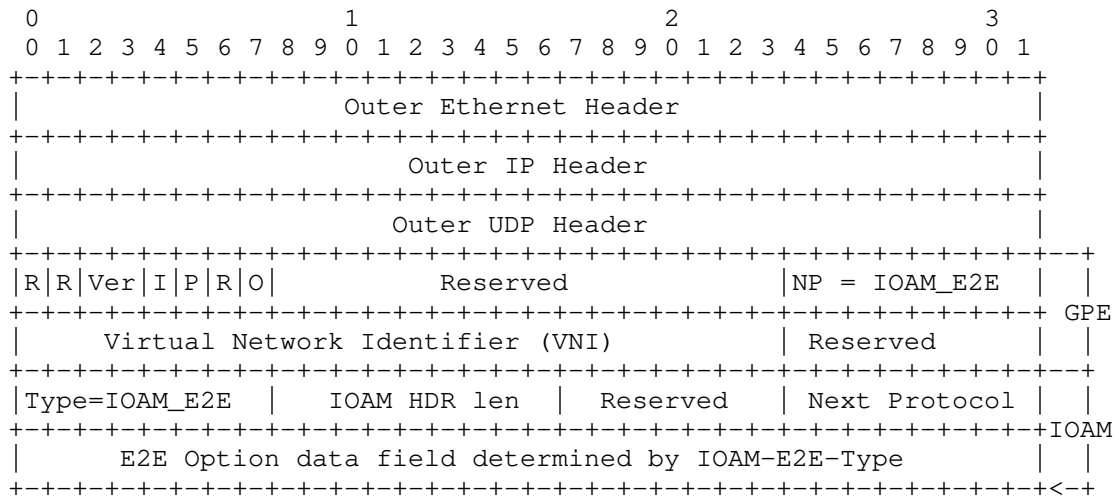 0                   1                   2                   3
 0 1 2 3 4 5 6 7 8 9 0 1 2 3 4 5 6 7 8 9 0 1 2 3 4 5 6 7 8 9 0 1
+-+-+-+-+-+-+-+-+-+-+-+-+-+-+-+-+-+-+-+-+-+-+-+-+-+-+-+-+-+-+-+-+
|                    Outer Ethernet Header                      |
+-+-+-+-+-+-+-+-+-+-+-+-+-+-+-+-+-+-+-+-+-+-+-+-+-+-+-+-+-+-+-+-+
|                        Outer IP Header                        |
+-+-+-+-+-+-+-+-+-+-+-+-+-+-+-+-+-+-+-+-+-+-+-+-+-+-+-+-+-+-+-+-+
|                       Outer UDP Header                        |
+-+-+-+-+-+-+-+-+-+-+-+-+-+-+-+-+-+-+-+-+-+-+-+-+-+-+-+-+-+-+-+-+--+
|R|R|Ver|I|P|R|O|          Reserved             |NP = IOAM_E2E  |  |
+-+-+-+-+-+-+-+-+-+-+-+-+-+-+-+-+-+-+-+-+-+-+-+-+-+-+-+-+-+-+-+-+ GPE
|     Virtual Network Identifier (VNI)          | Reserved      |  |
+-+-+-+-+-+-+-+-+-+-+-+-+-+-+-+-+-+-+-+-+-+-+-+-+-+-+-+-+-+-+-+-+--+
|Type=IOAM_E2E  |   IOAM HDR len  |  Reserved   | Next Protocol |  |
+-+-+-+-+-+-+-+-+-+-+-+-+-+-+-+-+-+-+-+-+-+-+-+-+-+-+-+-+-+-+-+-+IOAM
|      E2E Option data field determined by IOAM-E2E-Type        |  |
+-+-+-+-+-+-+-+-+-+-+-+-+-+-+-+-+-+-+-+-+-+-+-+-+-+-+-+-+-+-+-+-+<-+